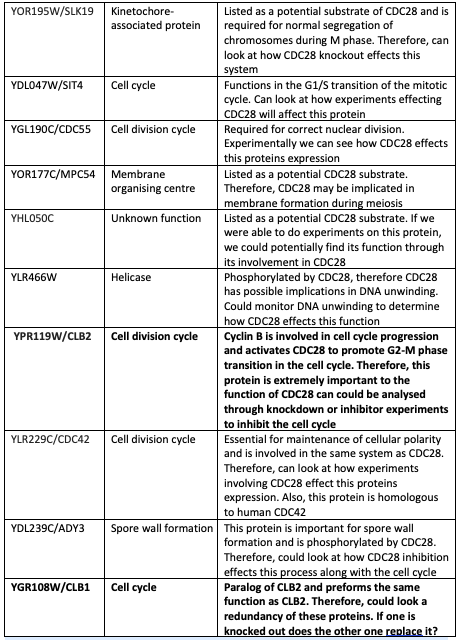 YOR195W/SLK19 Kinetochore- Listed as a potential substrate of CDC28 and is
associated protein required for normal segregation of
chromosomes during M phase. Therefore, can
look at how CDC28 knockout effects this
system
YDL047W/SIT4 Cell cycle Functions in the G1/S transition of the mitotic
cycle. Can look at how experiments effecting
CDC28 will affect this protein
YGL190C/CDC55 Cell division cycle Required for correct nuclear division.
Experimentally we can see how CDC28 effects
this proteins expression
YOR177C/MPC54 Membrane Listed as a potential CDC28 substrate.
organising centre Therefore, CDC28 may be implicated in
membrane formation during meiosis
YHL050C Unknown function Listed as a potential CDC28 substrate. If we
were able to do experiments on this protein,
we could potentially find its function through
its involvement in CDC28
YLR466W Helicase Phosphorylated by CDC28, therefore CDC28
has possible implications in DNA unwinding.
Could monitor DNA unwinding to determine
how CDC28 effects this function
YPR119W/CLB2 Cell division cycle Cyclin B is involved in cell cycle progression
and activates CDC28 to promote G2-M phase
transition in the cell cycle. Therefore, this
protein is extremely important to the
function of CDC28 can could be analysed
through knockdown or inhibitor experiments
to inhibit the cell cycle
YLR229C/CDC42 Cell division cycle Essential for maintenance of cellular polarity
and is involved in the same system as CDC28.
Therefore, can look at how experiments
involving CDC28 effect this proteins
expression. Also, this protein is homologous
to human CDC42
YDL239C/ADY3 Spore wall formation This protein is important for spore wall
formation and is phosphorylated by CDC28.
Therefore, could look at how CDC28 inhibition
effects this process along with the cell cycle
YGR108W/CLB1 Cell cycle Paralog of CLB2 and preforms the same
function as CLB2. Therefore, could look a
redundancy of these proteins. If one is
knocked out does the other one replace it?